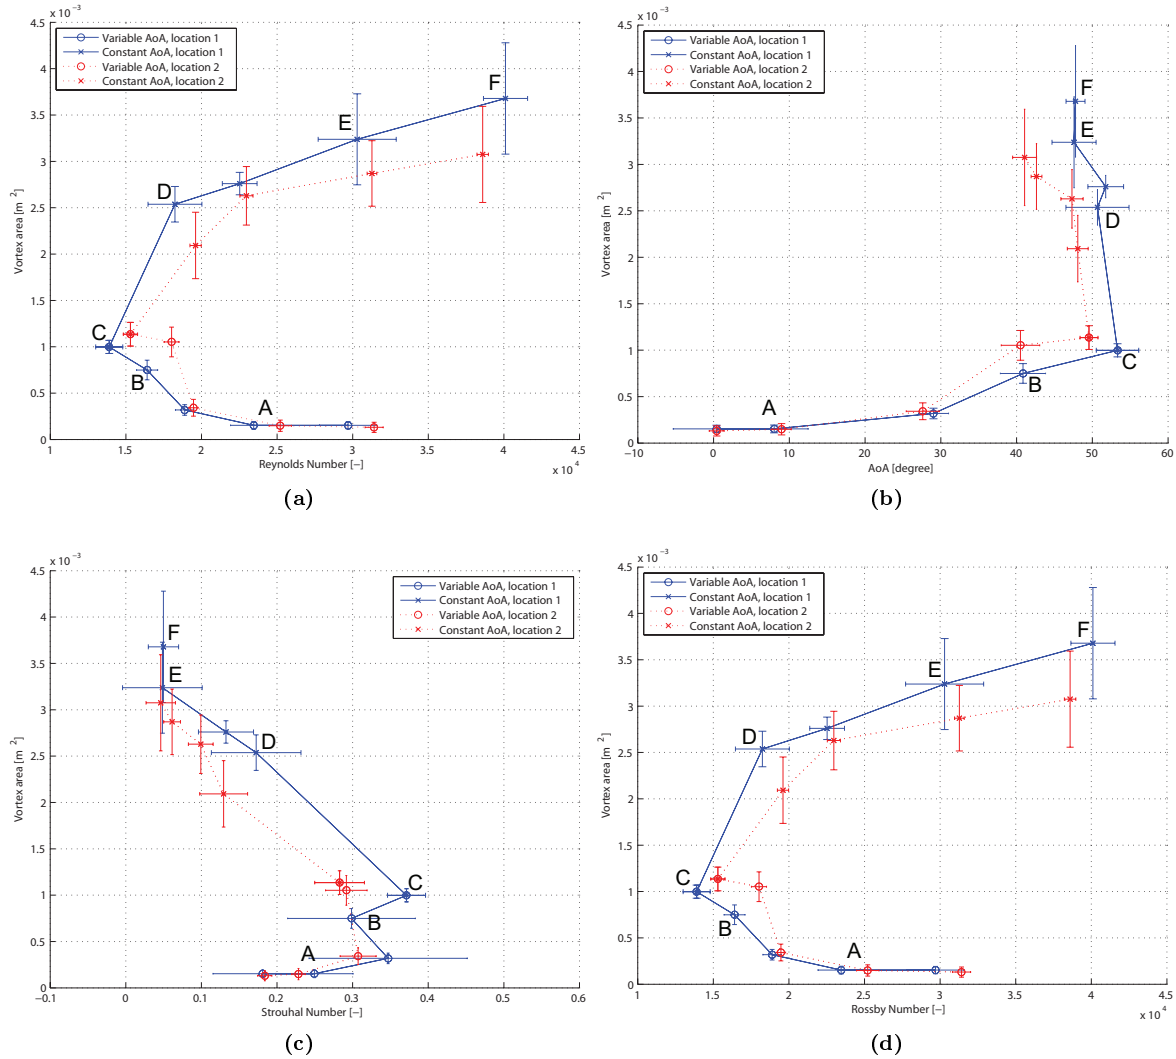 x 10⁻³
4.5
4
3.5
3
2.5
2
1.5
1
0.5
0
Vortex area [m²]
Variable AoA, location 1
Constant AoA, location 1
Variable AoA, location 2
Constant AoA, location 2
F
E
D
C
B
A
1 1.5 2 2.5 3 3.5 4 4.5
Reynolds Number [−]
x 10⁴
(a)
x 10⁻³
4.5
4
3.5
3
2.5
2
1.5
1
0.5
0
Vortex area [m²]
Variable AoA, location 1
Constant AoA, location 1
Variable AoA, location 2
Constant AoA, location 2
F
E
D
C
B
A
−10 0 10 20 30 40 50 60
AoA [degree]
(b)
x 10⁻³
4.5
4
3.5
3
2.5
2
1.5
1
0.5
0
Vortex area [m²]
Variable AoA, location 1
Constant AoA, location 1
Variable AoA, location 2
Constant AoA, location 2
F
E
D
C
B
A
−0.1 0 0.1 0.2 0.3 0.4 0.5 0.6
Strouhal Number [−]
(c)
x 10⁻³
4.5
4
3.5
3
2.5
2
1.5
1
0.5
0
Vortex area [m²]
Variable AoA, location 1
Constant AoA, location 1
Variable AoA, location 2
Constant AoA, location 2
F
E
D
C
B
A
1 1.5 2 2.5 3 3.5 4 4.5
Rossby Number [−]
x 10⁴
(d)